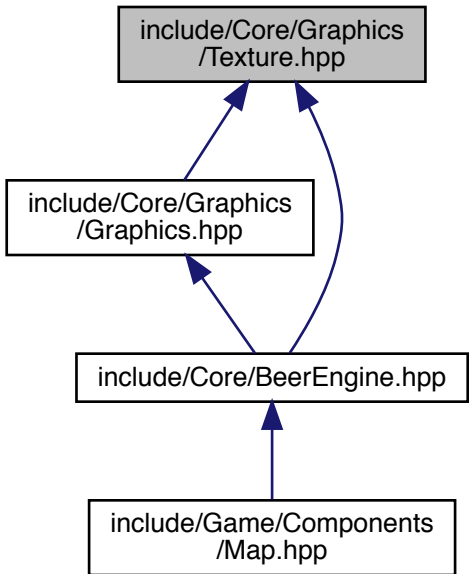 include/Core/Graphics
/Texture.hpp
include/Core/Graphics
/Graphics.hpp
include/Core/BeerEngine.hpp
include/Game/Components
/Map.hpp